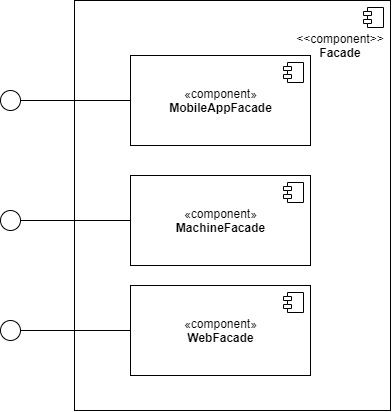 <<component>>
Facade
«component»
MobileAppFacade
«component»
MachineFacade
«component»
WebFacade